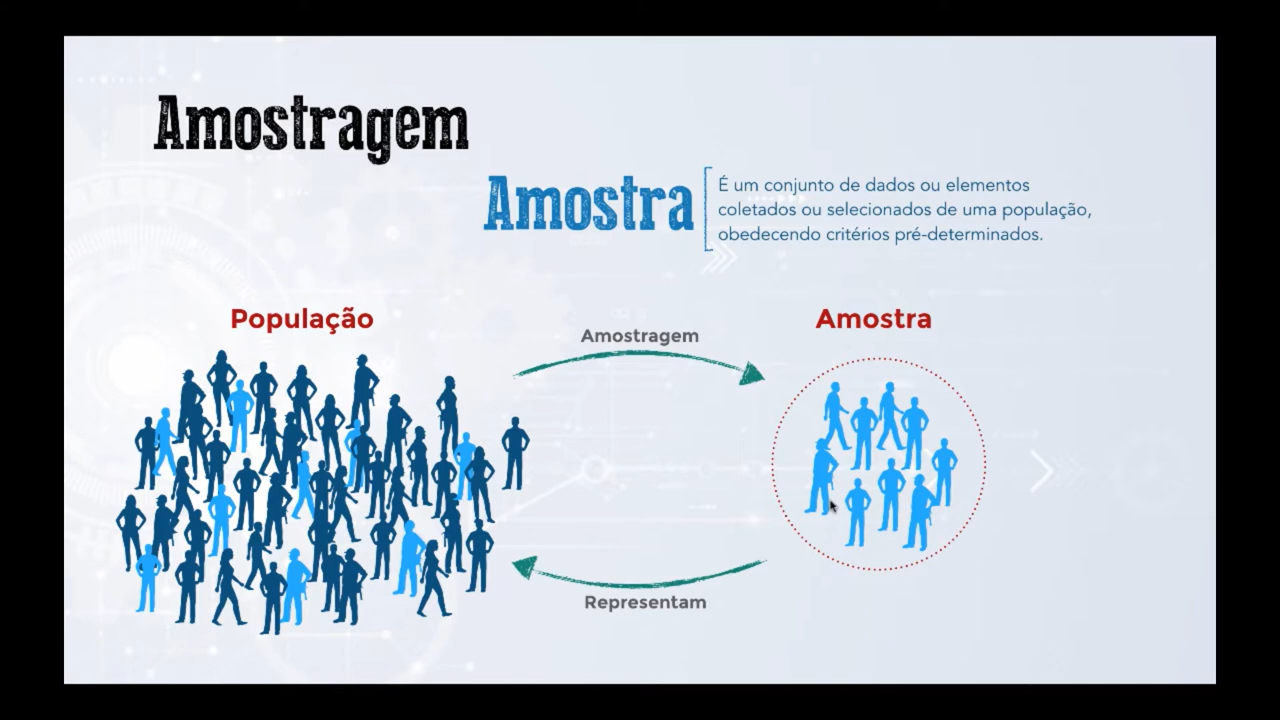 Amostragem
Amostra
É um conjunto de dados ou elementos
coletados ou selecionados de uma população,
obedecendo critérios pré-determinados.
População
Amostragem
Amostra
Representam